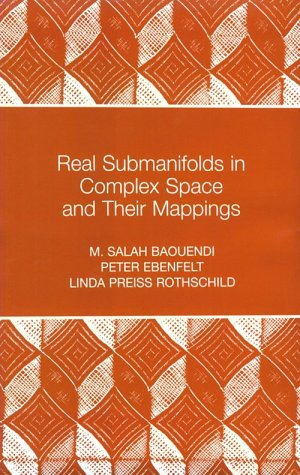 Real Submanifolds in
Complex Space
and Their Mappings
M. SALAH BAOUENDI
PETER EBENFELT
LINDA PREISS ROTHSCHILD